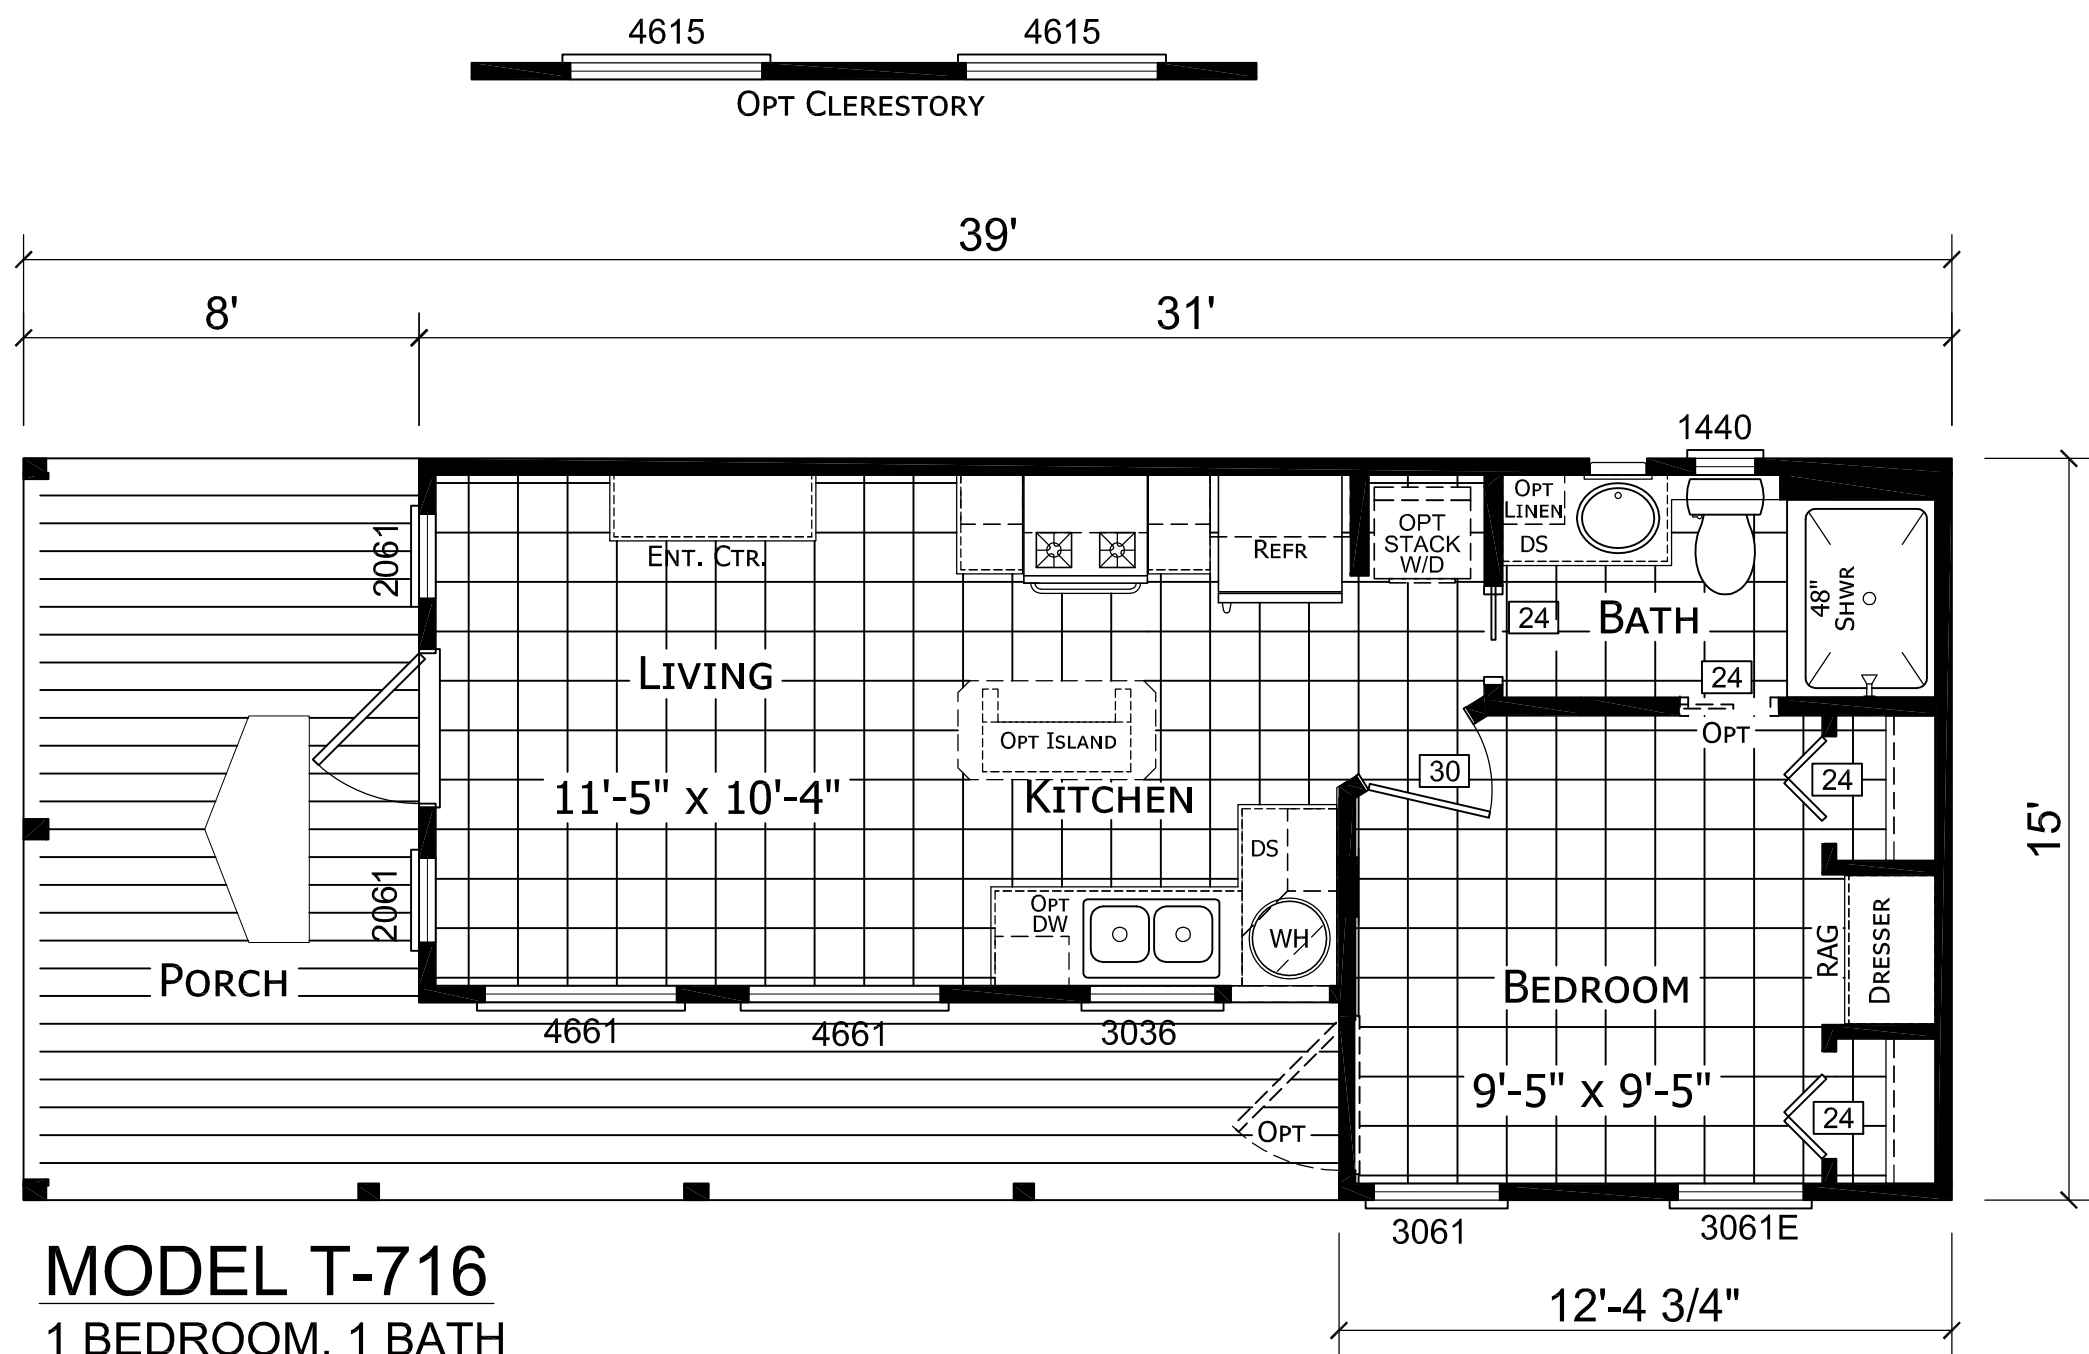 4615
4615
OPT CLERESTORY
39'
8'
31'
1440
2061
ENT. CTR.
REFR
OPT
STACK
W/D
OPT
LINEN
DS
24
BATH
48"
SHWR
LIVING
24
OPT
OPT ISLAND
11'-5" X 10'-4"
KITCHEN
30
24
15'
2061
DS
OPT
DW
WH
RAG
DRESSER
PORCH
BEDROOM
4661
4661
3036
9'-5" X 9'-5"
OPT
24
3061
3061E
MODEL T-716
12'-4 3/4"
1 BEDROOM, 1 BATH